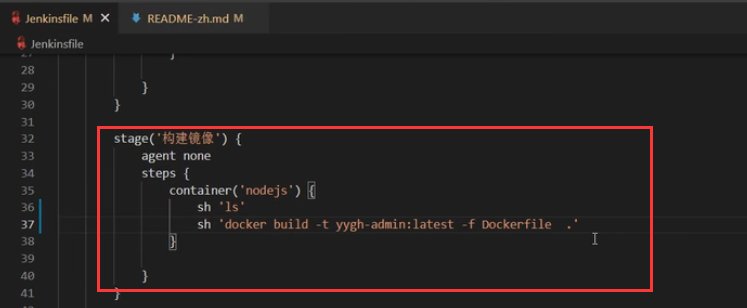 Jenkinsfile M
README-zh.md M
Jenkinsfile
28
29 }
30 }
31
32 stage('构建镜像') {
33 agent none
34 steps {
35 container('nodejs') {
36 sh 'ls'
37 sh 'docker build -t yygh-admin:latest -f Dockerfile  .'
38 }
39
40 }
41 }